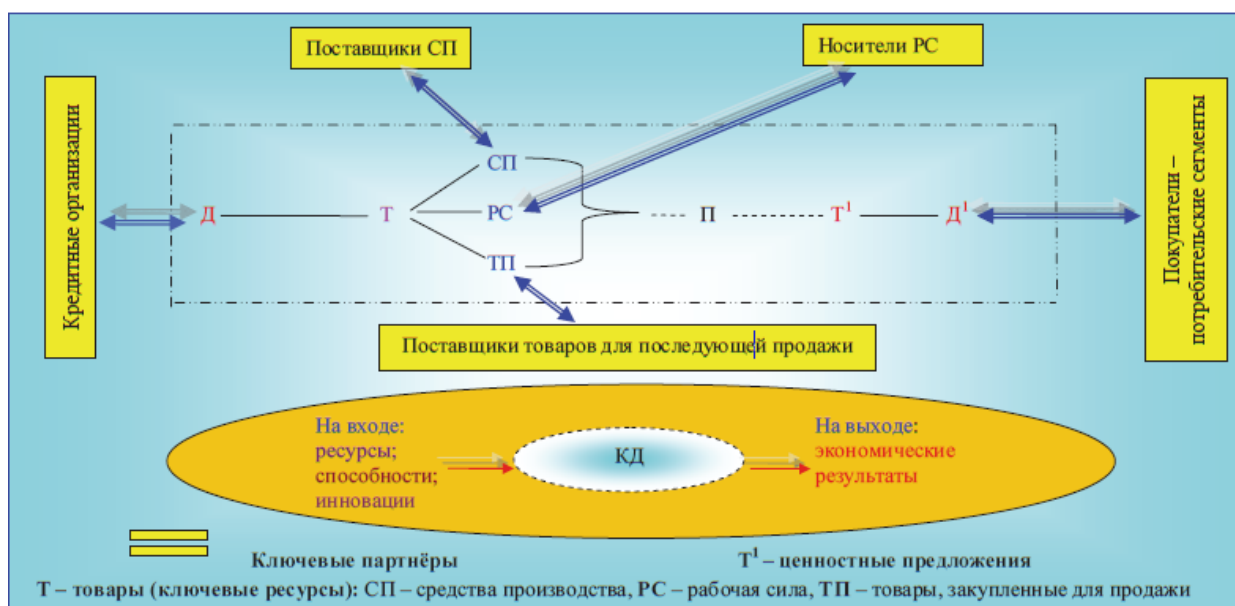 Поставщики СП
Носители РС
Кредитные организации
Покупатели –
потребительские сегменты
СП
Д
Т
РС
П
Т¹
Д¹
ТП
Поставщики товаров для последующей продажи
На входе:
ресурсы;
способности;
инновации
КД
На выходе:
экономические
результаты
Ключевые партнёры
Т¹ – ценностные предложения
Т – товары (ключевые ресурсы): СП – средства производства, РС – рабочая сила, ТП – товары, закупленные для продажи